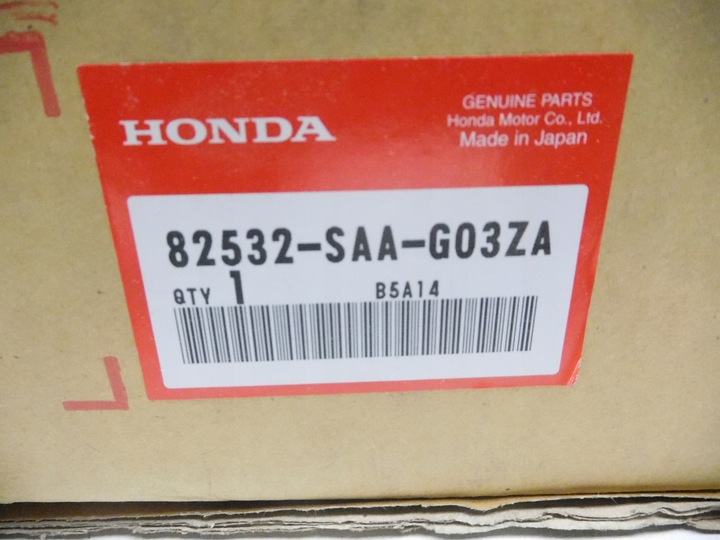 HONDA
GENUINE PARTS
Honda Motor Co., Ltd.
Made in Japan
82532-SAA-G03ZA
QTY 1 B5A14